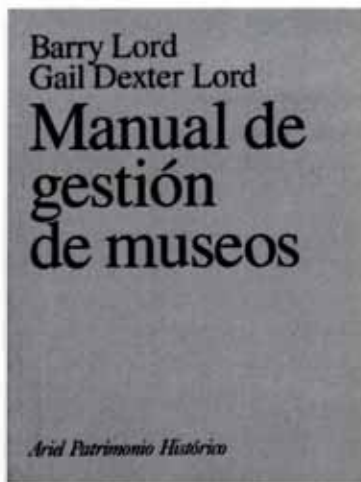 Barry Lord
Gail Dexter Lord
Manual de
gestión
de museos
Ariel Patrimonio Histórico